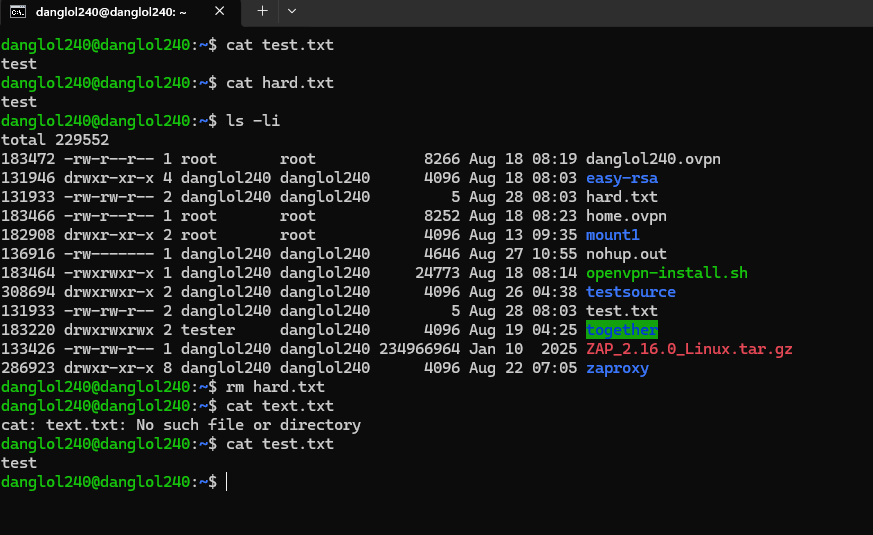 danglol240@danglol240: ~
danglol240@danglol240:~$ cat test.txt
test
danglol240@danglol240:~$ cat hard.txt
test
danglol240@danglol240:~$ ls -li
total 229552
183472 -rw-r--r-- 1 root       root            8266 Aug 18 08:19 danglol240.ovpn
131946 drwxr-xr-x 4 danglol240 danglol240      4096 Aug 18 08:03 easy-rsa
131933 -rw-r--r-- 2 danglol240 danglol240         5 Aug 28 08:03 hard.txt
183466 -rw-r--r-- 1 root       root            8252 Aug 18 08:23 home.ovpn
182908 drwxr-xr-x 2 root       root            4096 Aug 13 09:35 mount1
136916 -rw------- 1 danglol240 danglol240      4646 Aug 27 10:55 nohup.out
183464 -rwxrwxr-x 1 danglol240 danglol240     24773 Aug 18 08:14 openvpn-install.sh
308694 drwxrwxr-x 2 danglol240 danglol240      4096 Aug 26 04:38 testsource
131933 -rw-r--r-- 2 danglol240 danglol240         5 Aug 28 08:03 test.txt
183220 drwxrwxrwx 2 tester     danglol240      4096 Aug 19 04:25 together
133426 -rw-r--r-- 1 danglol240 danglol240 234966964 Jan 10  2025 ZAP_2.16.0_Linux.tar.gz
286923 drwxr-xr-x 8 danglol240 danglol240      4096 Aug 22 07:05 zaproxy
danglol240@danglol240:~$ rm hard.txt
danglol240@danglol240:~$ cat text.txt
cat: text.txt: No such file or directory
danglol240@danglol240:~$ cat test.txt
test
danglol240@danglol240:~$